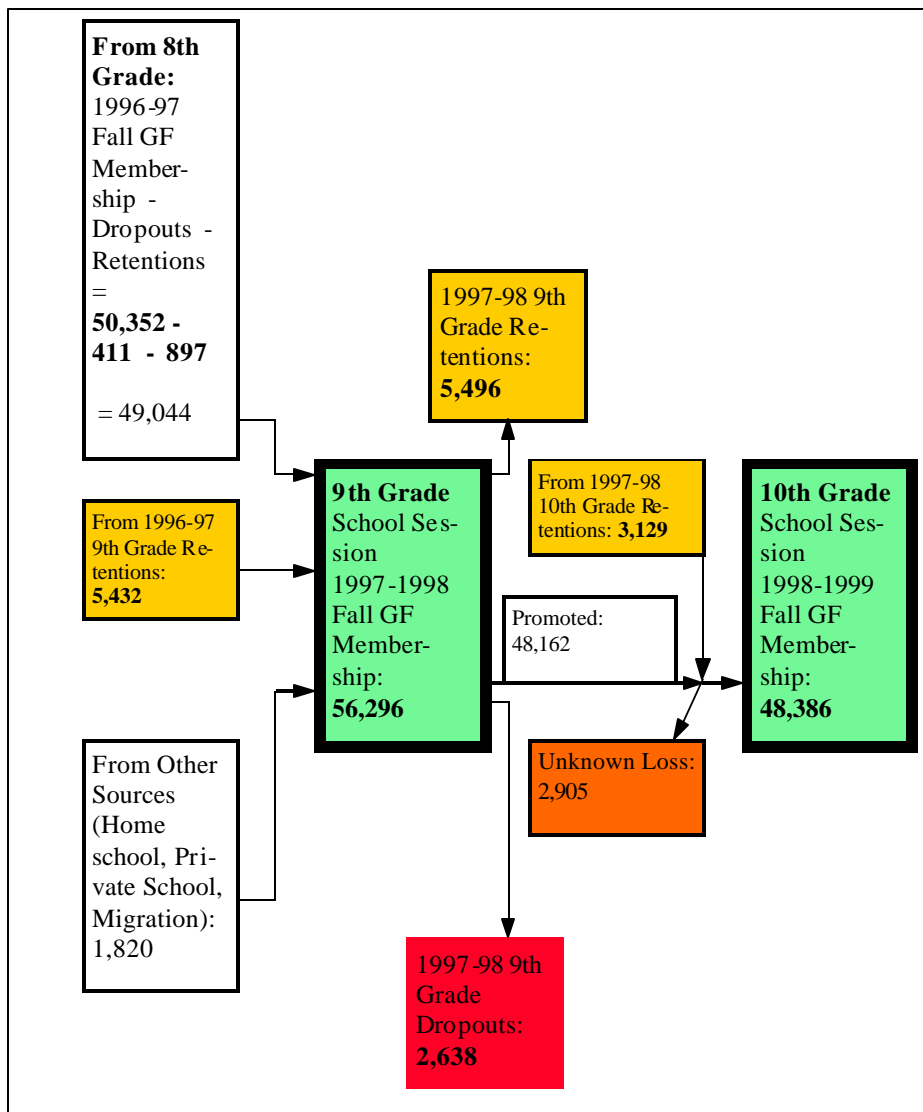 From 8th
Grade:
1996-97
Fall GF
Member-
ship -
Dropouts -
Retentions
=
50,352 -
411 - 897
= 49,044
From 1996-97
9th Grade Re-
tentions:
5,432
From Other
Sources
(Home
school, Pri-
vate School,
Migration):
1,820
9th Grade
School Ses-
sion
1997-1998
Fall GF
Member-
ship:
56,296
1997-98 9th
Grade Re-
tentions:
5,496
From 1997-98
10th Grade Re-
tentions: 3,129
Promoted:
48,162
Unknown Loss:
2,905
1997-98 9th
Grade
Dropouts:
2,638
10th Grade
School Ses-
sion
1998-1999
Fall GF
Member-
ship:
48,386